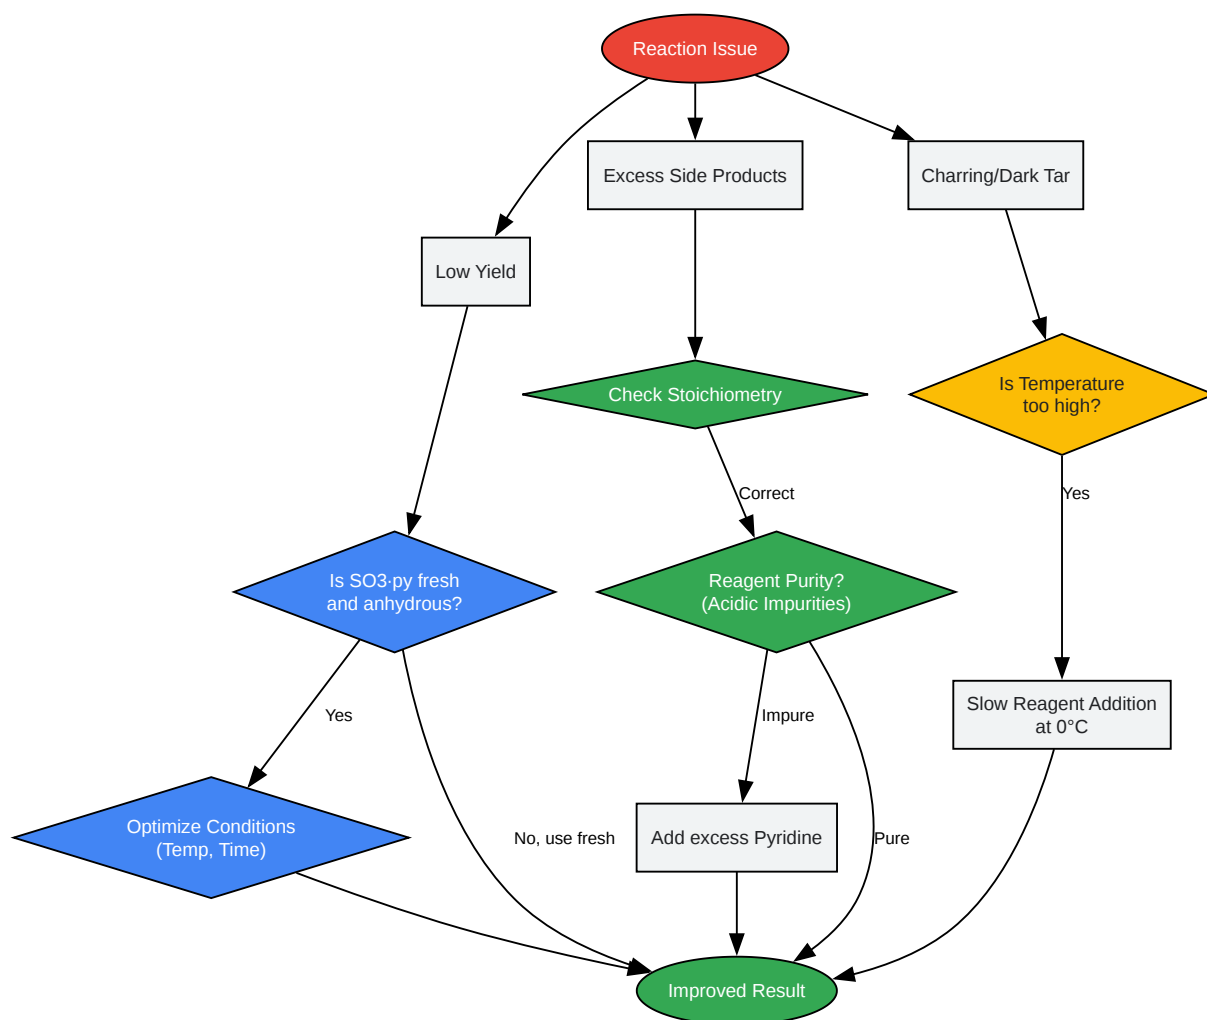 Reaction Issue
Excess Side Products
Charring/Dark Tar
Low Yield
Check Stoichiometry
Is Temperature
too high?
Correct
Yes
Is SO3·py fresh
and anhydrous?
Reagent Purity?
(Acidic Impurities)
Yes
Impure
Slow Reagent Addition
at 0°C
Optimize Conditions
(Temp, Time)
No, use fresh
Add excess Pyridine
Pure
Improved Result